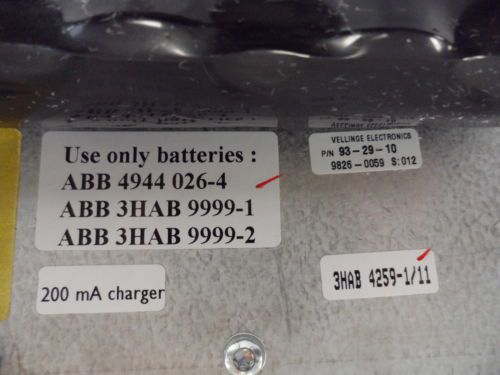 Use only batteries :
ABB 4944 026-4
ABB 3HAB 9999-1
ABB 3HAB 9999-2
VELLINGE ELECTRONICS
P/N 93-29-10
9826-0059 S:012
200 mA charger
3HAB 4259-1/11